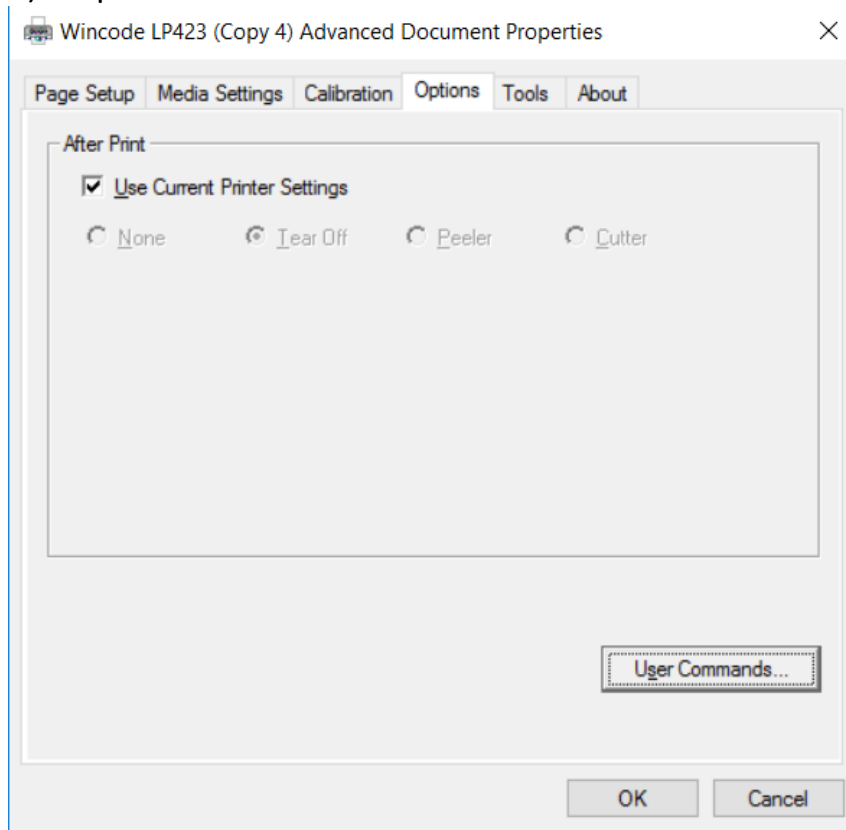 Wincode LP423 (Copy 4) Advanced Document Properties
Page Setup Media Settings Calibration Options Tools About
After Print
Use Current Printer Settings
None Tear Off Peeler Cutter
User Commands...
OK Cancel